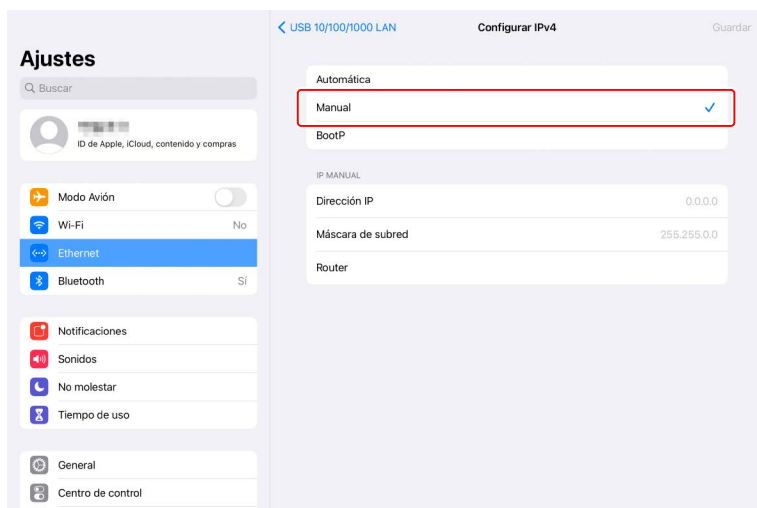 USB 10/100/1000 LAN
Configurar IPv4
Guardar
Ajustes
Buscar
ID de Apple, iCloud, contenido y compras
Modo Avión
Wi-Fi
No
Ethernet
Bluetooth
Sí
Notificaciones
Sonidos
No molestar
Tiempo de uso
General
Centro de control
Automática
Manual
BootP
IP MANUAL
Dirección IP
0.0.0.0
Máscara de subred
255.255.0.0
Router